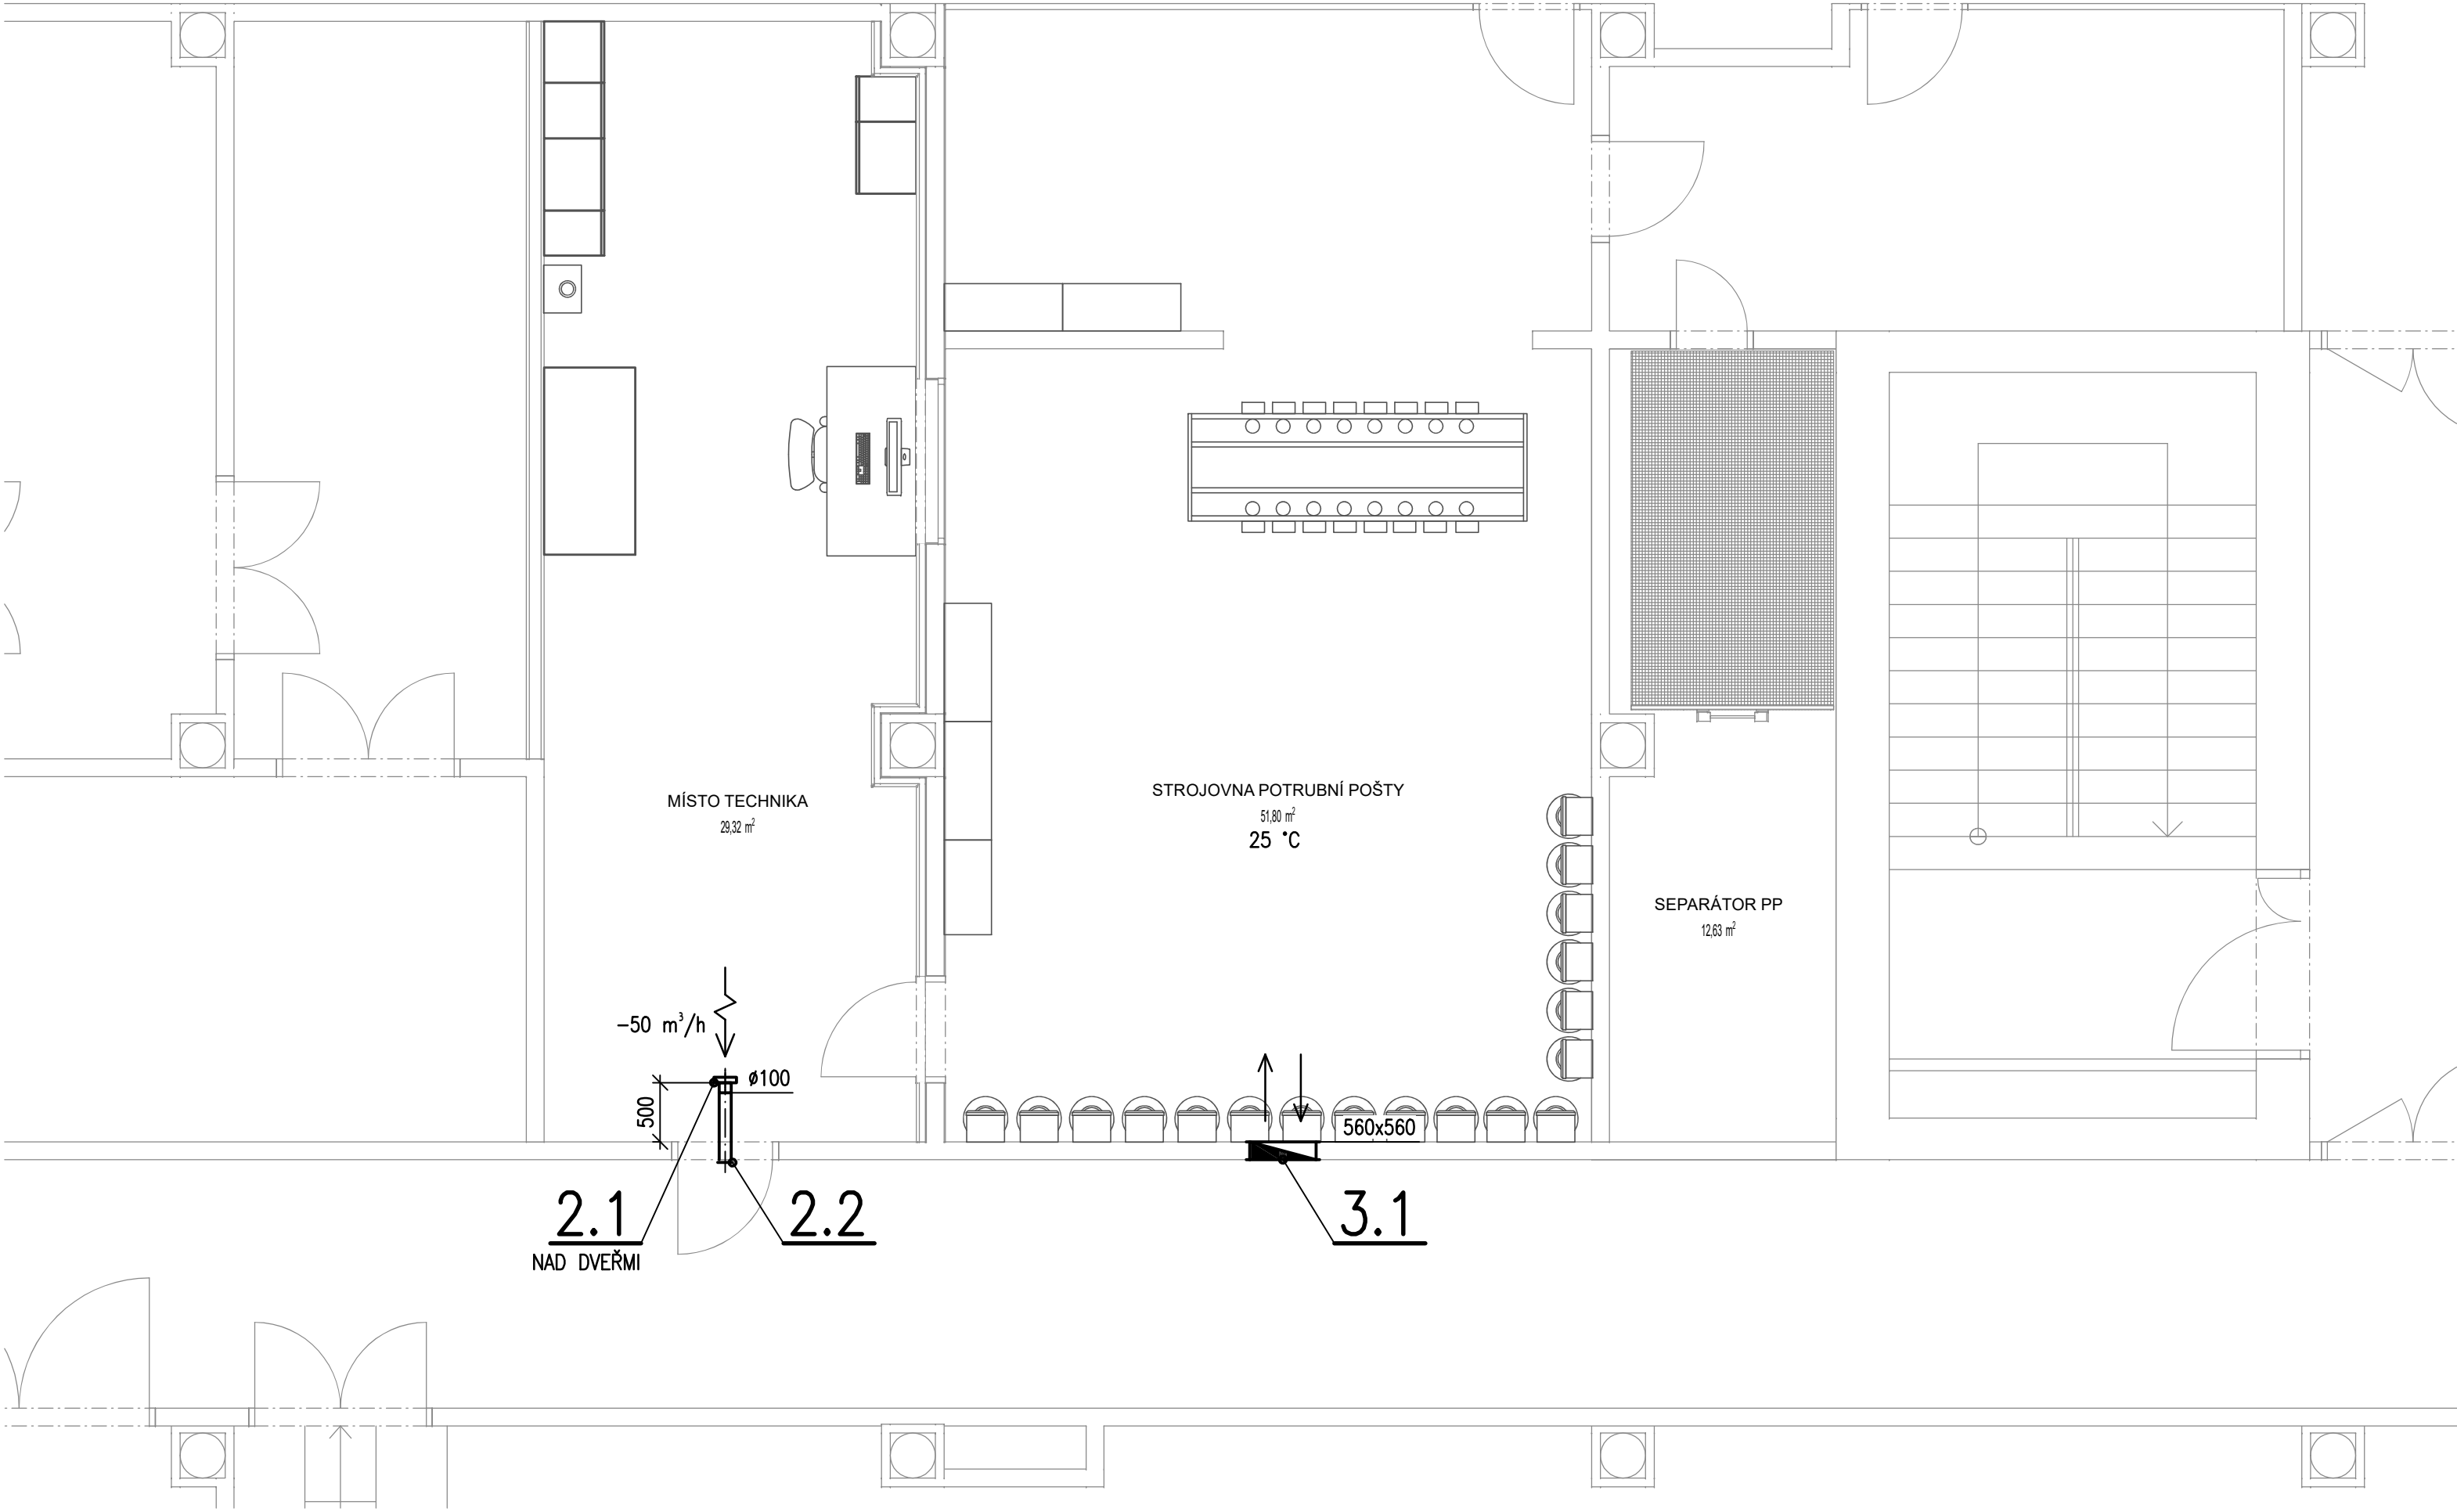 MÍSTO TECHNIKA
29,32 m²
STROJOVNA POTRUBNÍ POŠTY
51,80 m²
25 °C
SEPARÁTOR PP
12,63 m²
-50 m³/h
ø100
500
560x560
2.1
NAD DVEŘMI
2.2
3.1